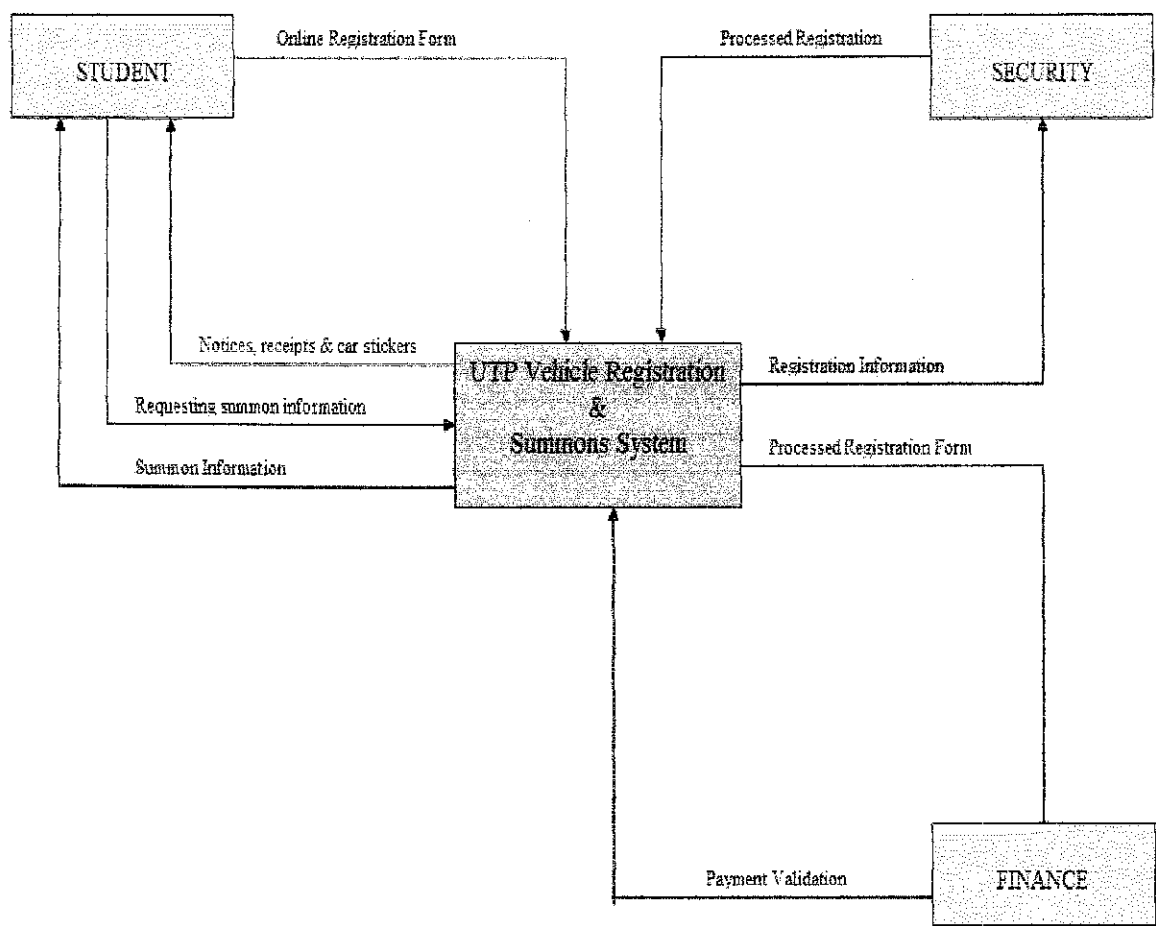 Online Registration Form
Processed Registration
STUDENT
SECURITY
Notices, receipts & car stickers
UTP Vehicle Registration
&
Summons System
Registration Information
Requesting summon information
Processed Registration Form
Summon Information
Payment Validation
FINANCE